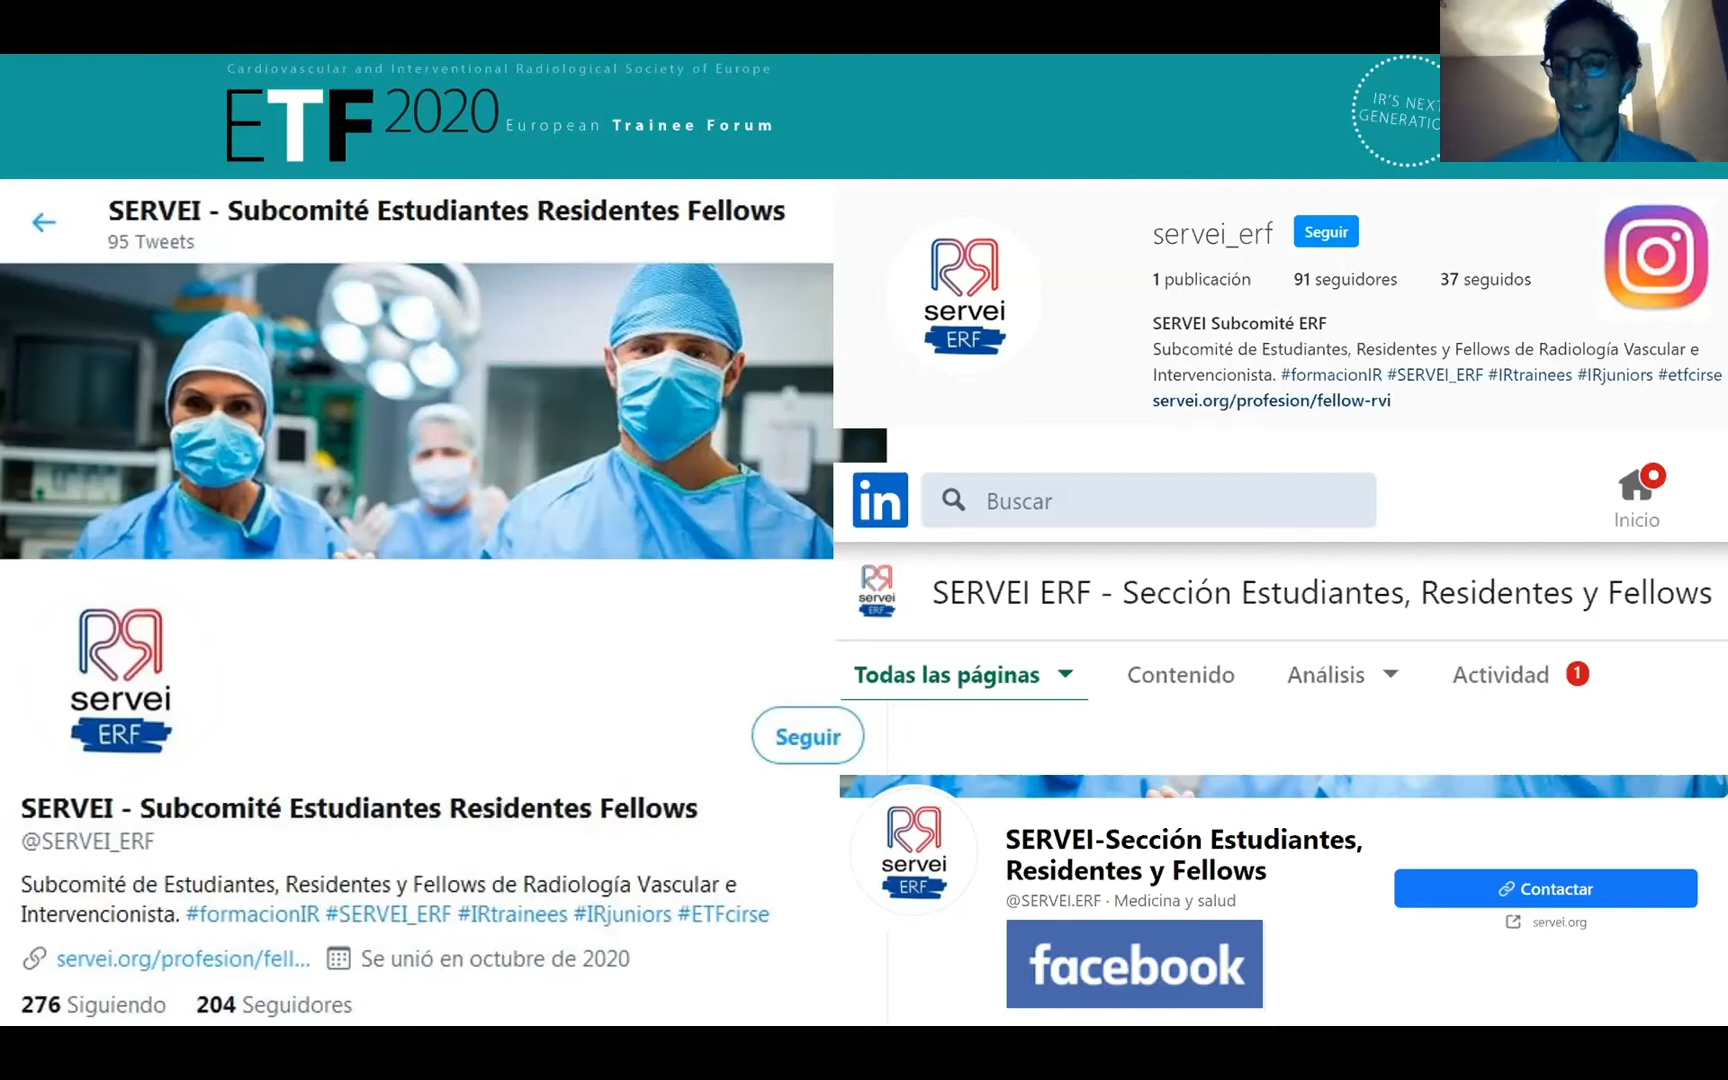 Cardiovascular and Interventional Radiological Society of Europe
ETF 2020 European Trainee Forum
IR'S NEXT
GENERATIO
SERVEI - Subcomité Estudiantes Residentes Fellows
95 Tweets
servei
ERF
Seguir
SERVEI - Subcomité Estudiantes Residentes Fellows
@SERVEI_ERF
Subcomité de Estudiantes, Residentes y Fellows de Radiología Vascular e
Intervencionista. #formacionIR #SERVEI_ERF #IRtrainees #IRjuniors #ETFcirse
servei.org/profesion/fell... Se unió en octubre de 2020
276 Siguiendo 204 Seguidores
servei
ERF
servei_erf Seguir
1 publicación 91 seguidores 37 seguidos
SERVEI Subcomité ERF
Subcomité de Estudiantes, Residentes y Fellows de Radiología Vascular e
Intervencionista. #formacionIR #SERVEI_ERF #IRtrainees #IRjuniors #etfcirse
servei.org/profesion/fellow-rvi
in Buscar
Inicio
servei
ERF
SERVEI ERF - Sección Estudiantes, Residentes y Fellows
Todas las páginas Contenido Análisis Actividad 1
servei
ERF
SERVEI-Sección Estudiantes,
Residentes y Fellows
@SERVEI.ERF · Medicina y salud
facebook
Contactar
servei.org